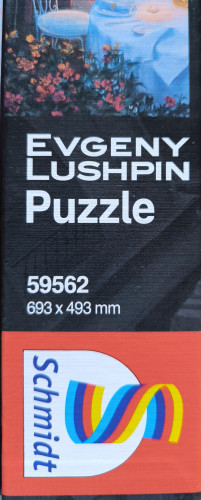 EVGENY
LUSHPIN
Puzzle
59562
693 x 493 mm
Schmidt